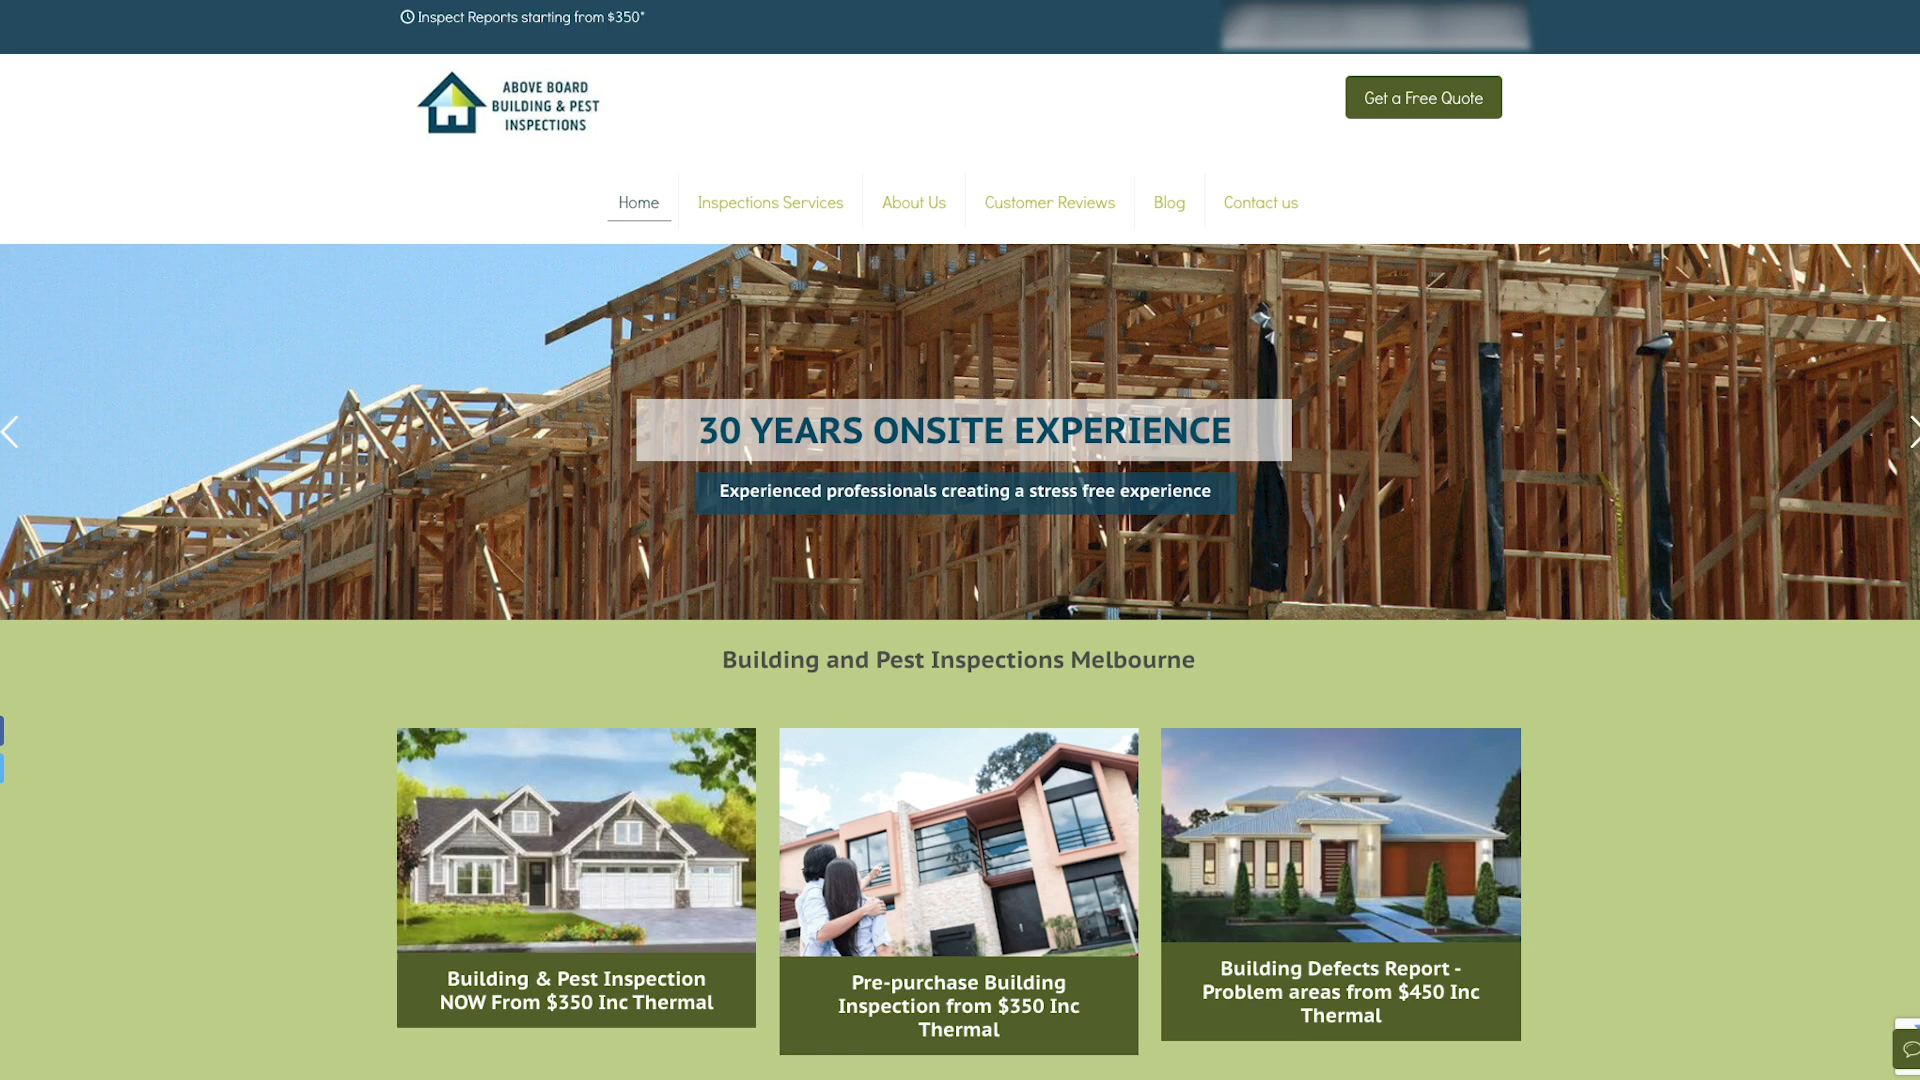 Inspect Reports starting from $350*
ABOVE BOARD
BUILDING & PEST
INSPECTIONS
Get a Free Quote
Home
Inspections Services
About Us
Customer Reviews
Blog
Contact us
30 YEARS ONSITE EXPERIENCE
Experienced professionals creating a stress free experience
Building and Pest Inspections Melbourne
Building & Pest Inspection
NOW From $350 Inc Thermal
Pre-purchase Building
Inspection from $350 Inc
Thermal
Building Defects Report -
Problem areas from $450 Inc
Thermal